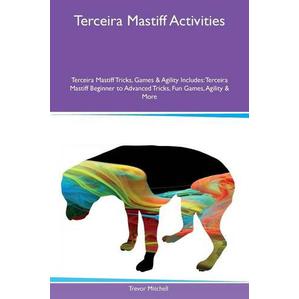 Terceira Mastiff Activities
Terceira Mastiff Tricks, Games & Agility Includes: Terceira
Mastiff Beginner to Advanced Tricks, Fun Games, Agility &
More
Trevor Mitchell